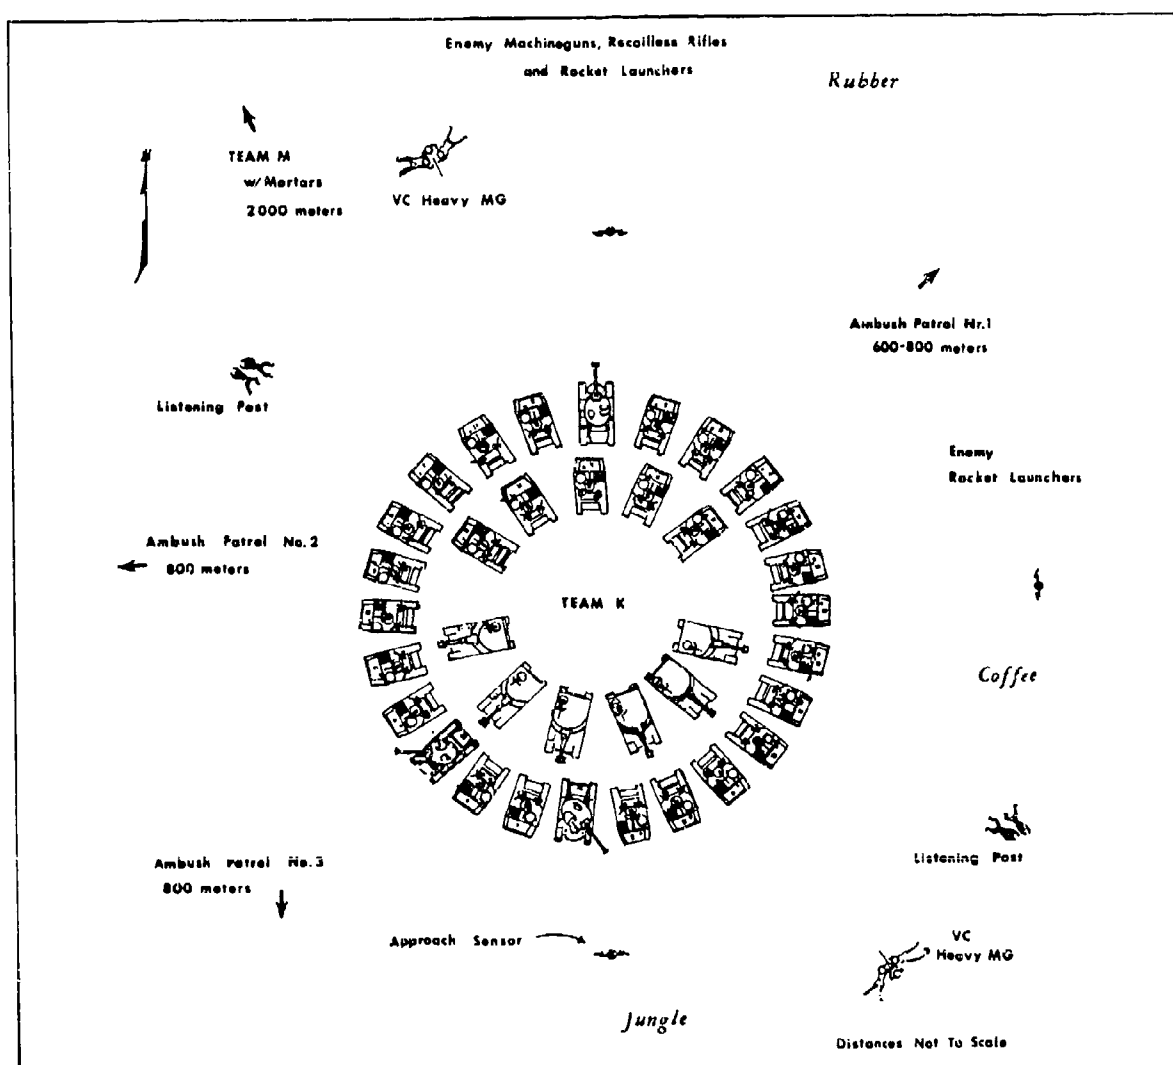 Enemy Machineguns, Recoilless Rifles
and Rocket Launchers
Rubber
TEAM M
w/Mortars
2000 meters
VC Heavy MG
Ambush Patrol Nr.1
600-800 meters
Listening Post
Enemy
Rocket Launchers
Ambush Patrol No.2
800 meters
TEAM K
Coffee
Listening Post
Ambush Patrol No.3
800 meters
Approach Sensor
VC
Heavy MG
Jungle
Distances Not To Scale